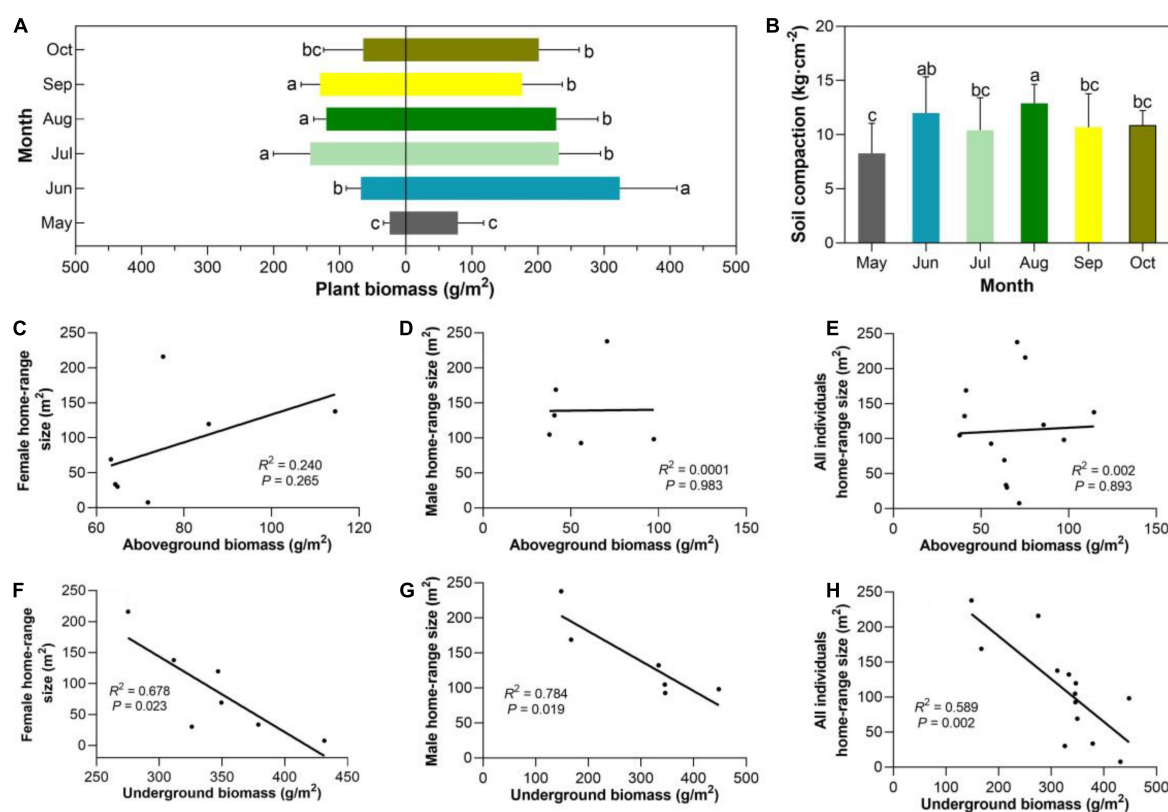 A
Month
Oct
Sep
Aug
Jul
Jun
May
bc b
a b
a b
a b
b a
c c
500 400 300 200 100 0 100 200 300 400 500
Plant biomass (g/m²)
B
Soil compaction (kg·cm⁻²)
20
15
10
5
0
c ab bc a bc bc
May Jun Jul Aug Sep Oct
Month
C
Female home-range
size (m²)
250
200
150
100
50
0
R² = 0.240
P = 0.265
60 80 100 120
Aboveground biomass (g/m²)
D
Male home-range size (m²)
250
200
150
100
50
0
R² = 0.0001
P = 0.983
0 50 100 150
Aboveground biomass (g/m²)
E
All individuals
home-range size (m²)
250
200
150
100
50
0
R² = 0.002
P = 0.893
0 50 100 150
Aboveground biomass (g/m²)
F
Female home-range
size (m²)
250
200
150
100
50
0
R² = 0.678
P = 0.023
250 300 350 400 450
Underground biomass (g/m²)
G
Male home-range size (m²)
250
200
150
100
50
0
R² = 0.784
P = 0.019
0 100 200 300 400 500
Underground biomass (g/m²)
H
All individuals
home-range size (m²)
250
200
150
100
50
0
R² = 0.589
P = 0.002
0 100 200 300 400 500
Underground biomass (g/m²)